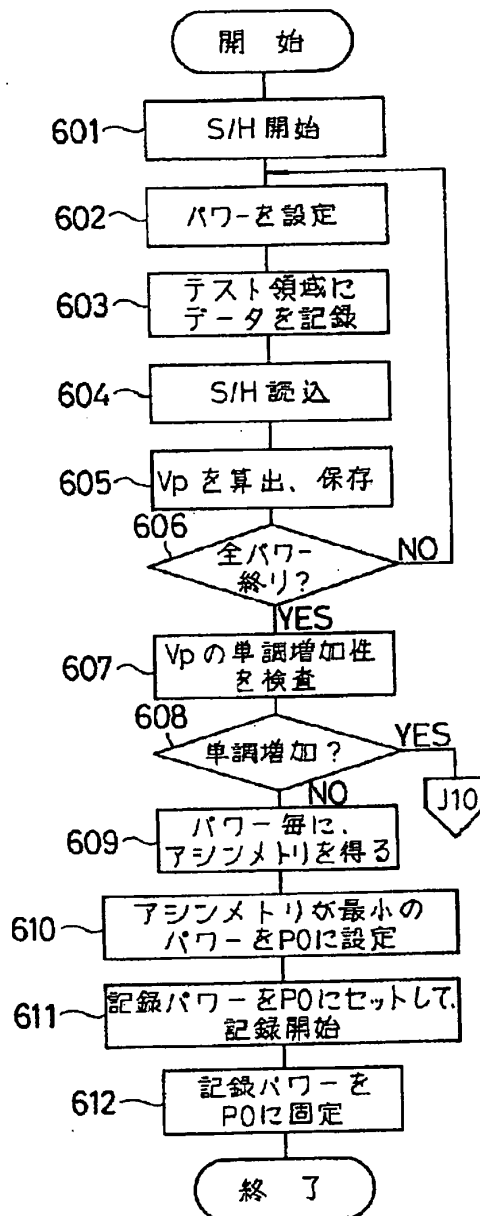 開始
601
S/H開始
602
パワーを設定
603
テスト領域に
データを記録
604
S/H読込
605
Vpを算出、保存
606
全パワー
終り?
NO
YES
607
Vpの単調増加性
を検査
608
単調増加?
YES
J10
NO
609
パワー毎に、
アシンメトリを得る
610
アシンメトリが最小の
パワーをP0に設定
611
記録パワーをP0にセットして、
記録開始
612
記録パワーを
P0に固定
終了